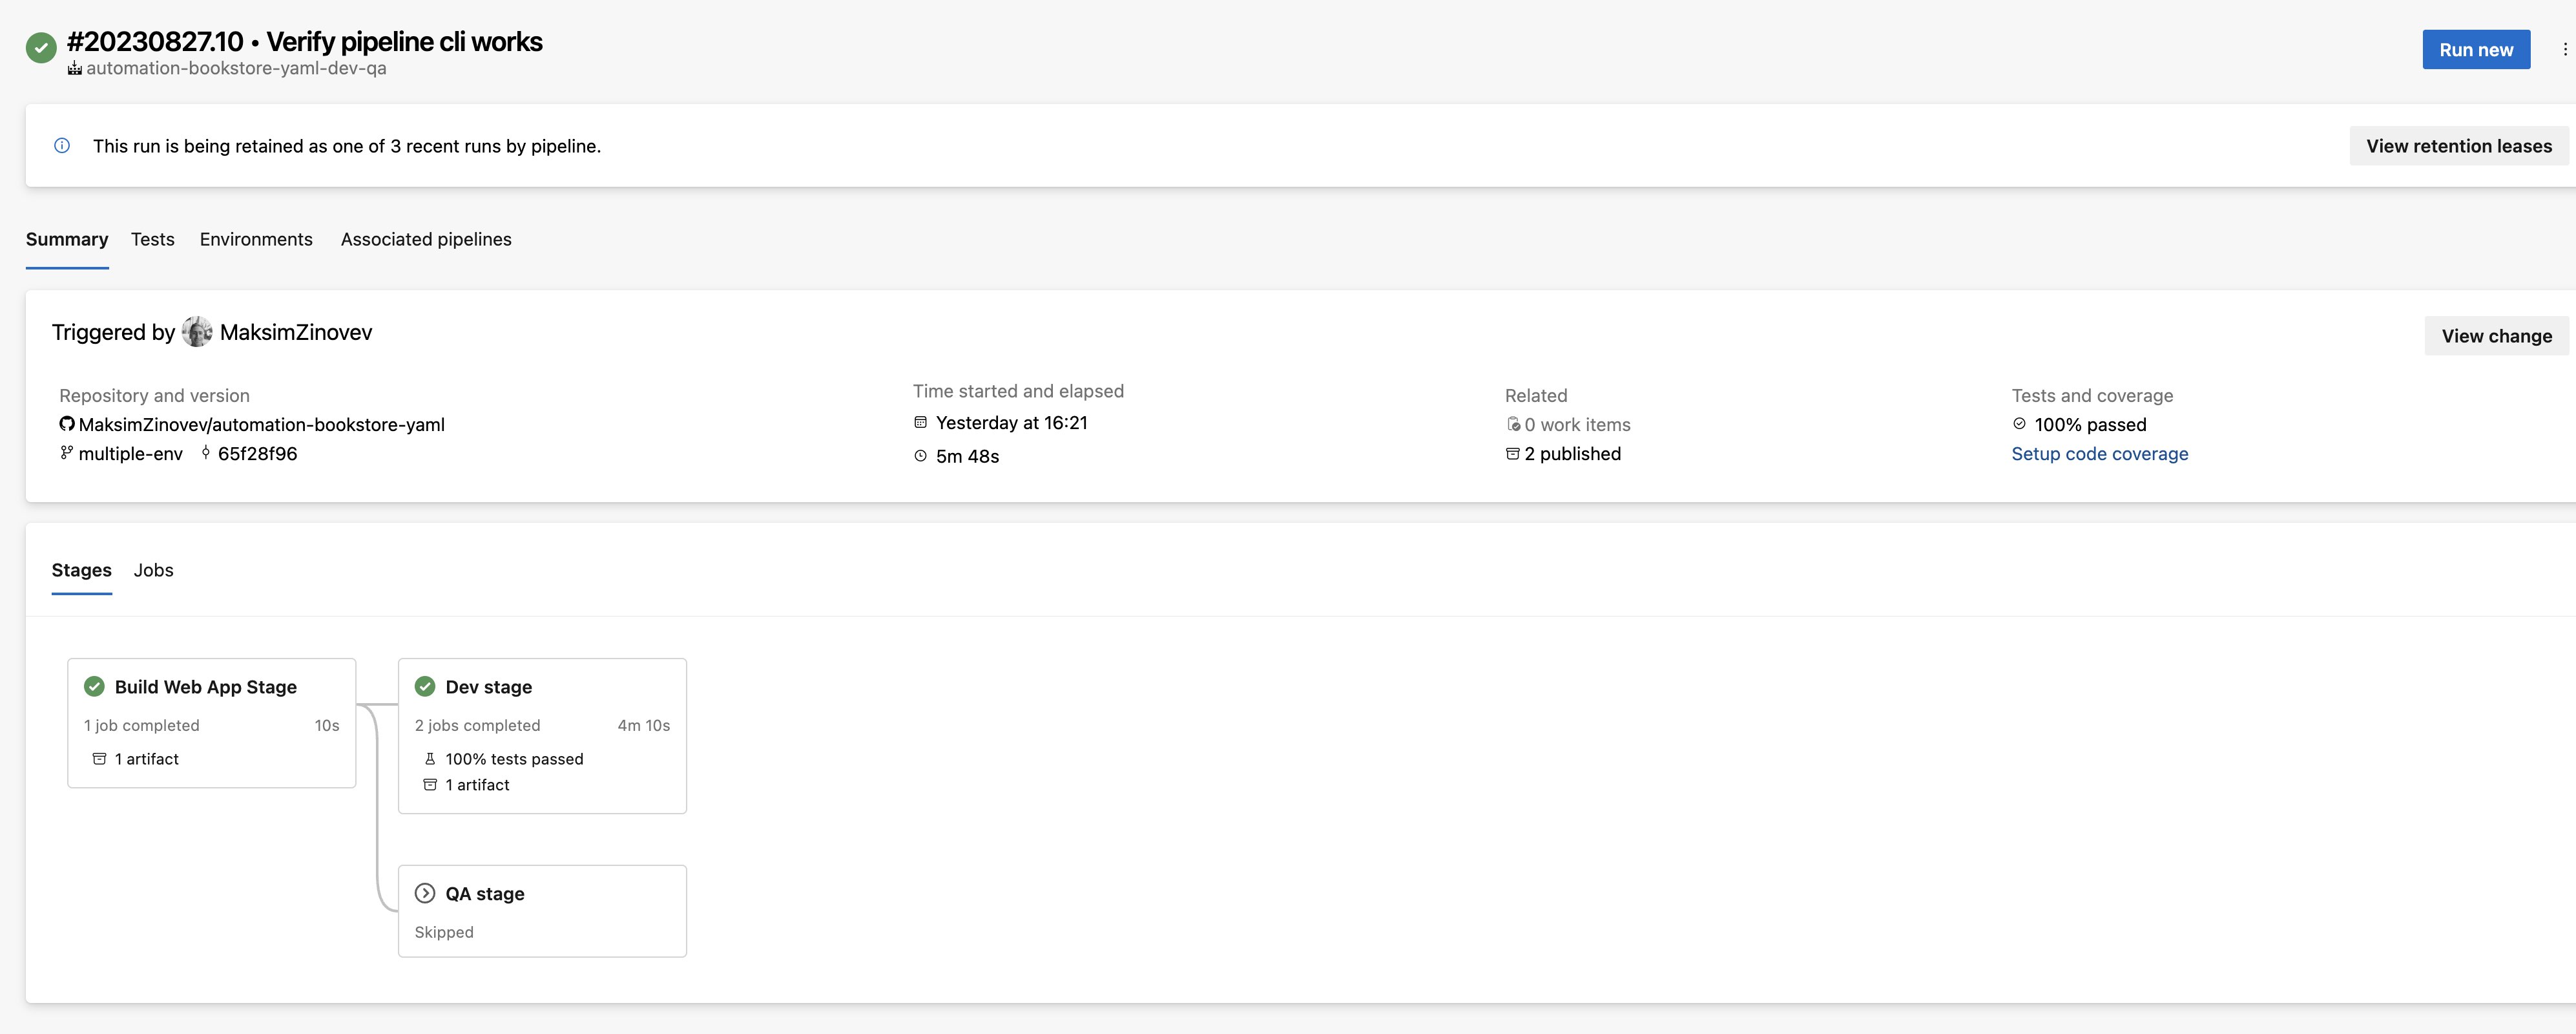 #20230827.10 • Verify pipeline cli works
automation-bookstore-yaml-dev-qa
Run new
This run is being retained as one of 3 recent runs by pipeline.
View retention leases
Summary Tests Environments Associated pipelines
Triggered by MaksimZinovev
View change
Repository and version
MaksimZinovev/automation-bookstore-yaml
multiple-env 65f28f96
Time started and elapsed
Yesterday at 16:21
5m 48s
Related
0 work items
2 published
Tests and coverage
100% passed
Setup code coverage
Stages Jobs
Build Web App Stage
1 job completed 10s
1 artifact
Dev stage
2 jobs completed 4m 10s
100% tests passed
1 artifact
QA stage
Skipped